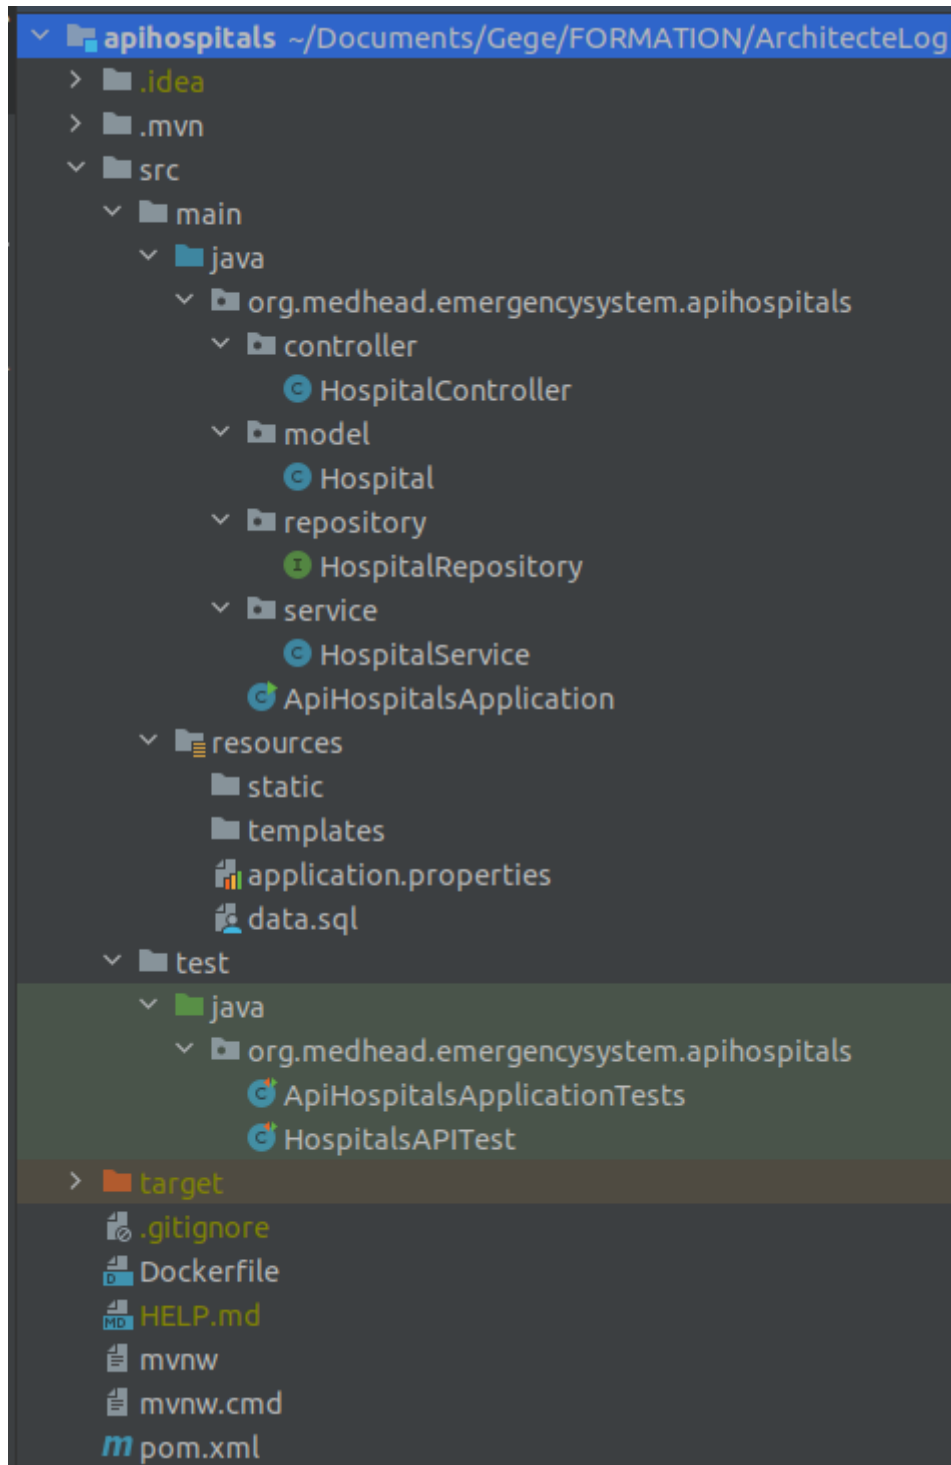 apihospitals ~/Documents/Gege/FORMATION/ArchitecteLog
.idea
.mvn
src
main
java
org.medhead.emergencysystem.apihospitals
controller
C HospitalController
model
C Hospital
repository
I HospitalRepository
service
C HospitalService
C ApiHospitalsApplication
resources
static
templates
application.properties
data.sql
test
java
org.medhead.emergencysystem.apihospitals
C ApiHospitalsApplicationTests
C HospitalsAPITest
target
.gitignore
D Dockerfile
MD HELP.md
mvnw
mvnw.cmd
m pom.xml